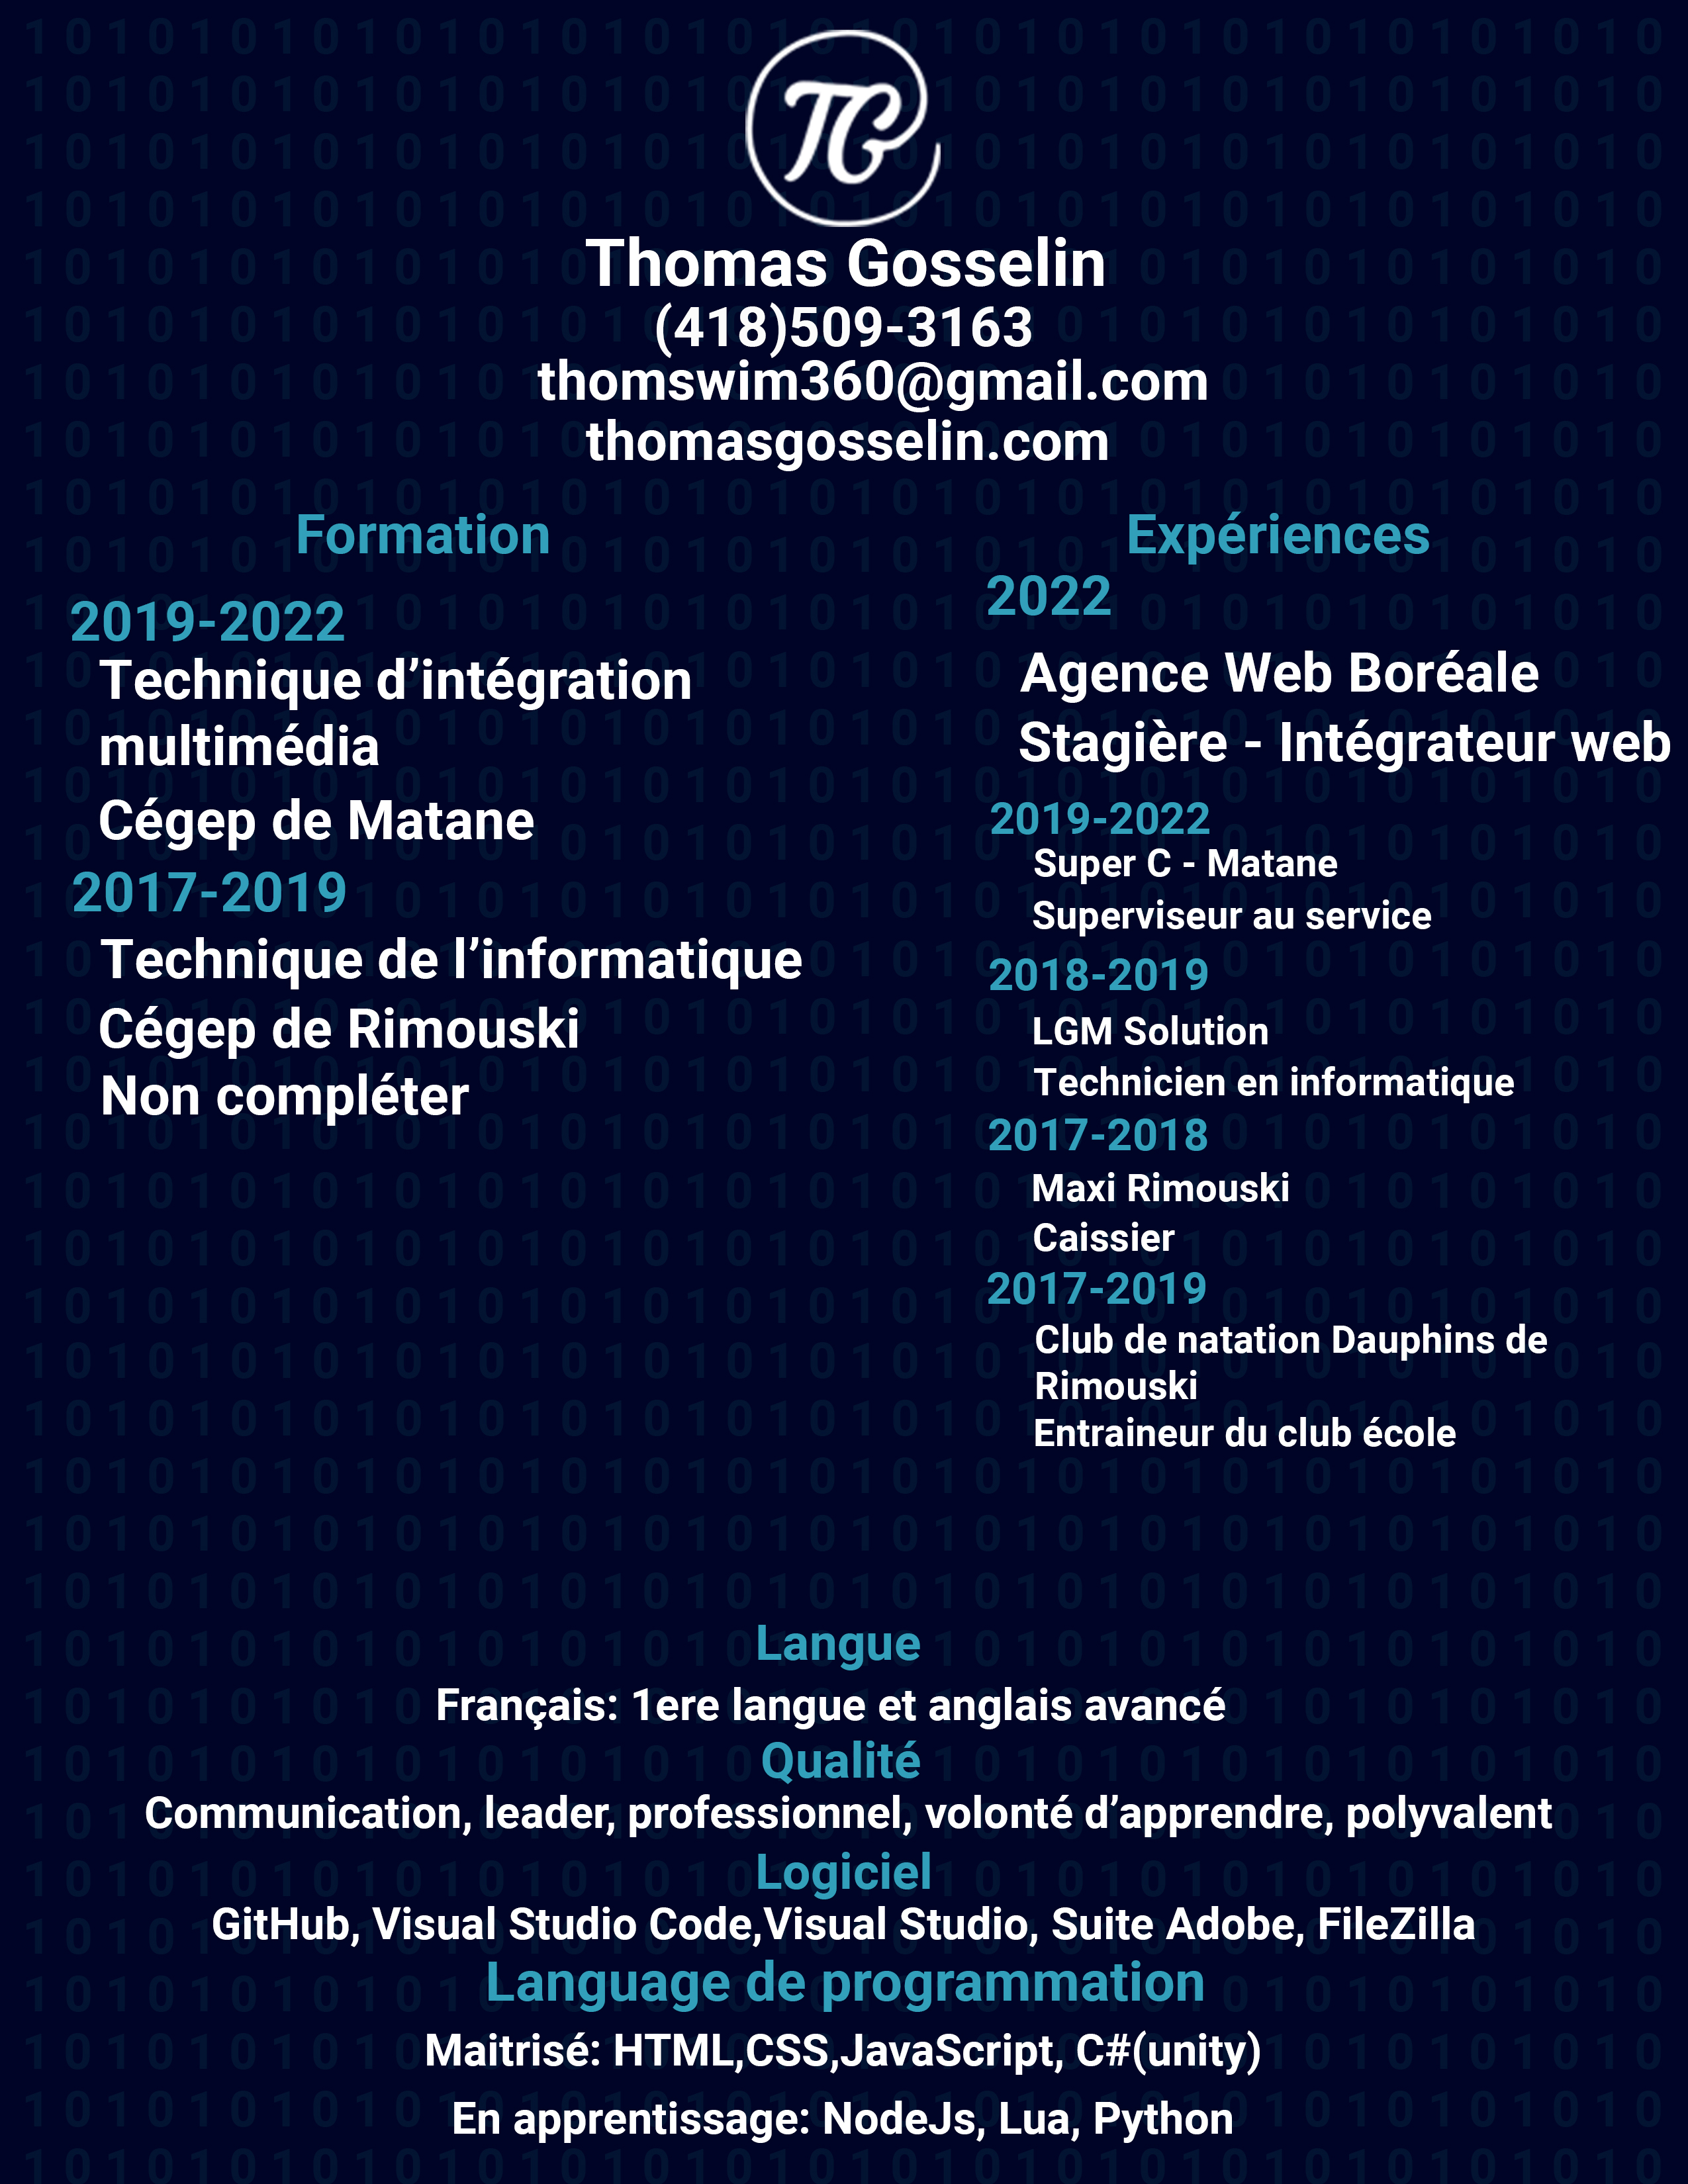 TG
Thomas Gosselin
(418)509-3163
thomswim360@gmail.com
thomasgosselin.com
Formation
2019-2022
Technique d’intégration
multimédia
Cégep de Matane
2017-2019
Technique de l’informatique
Cégep de Rimouski
Non compléter
Expériences
2022
Agence Web Boréale
Stagière - Intégrateur web
2019-2022
Super C - Matane
Superviseur au service
2018-2019
LGM Solution
Technicien en informatique
2017-2018
Maxi Rimouski
Caissier
2017-2019
Club de natation Dauphins de
Rimouski
Entraineur du club école
Langue
Français: 1ere langue et anglais avancé
Qualité
Communication, leader, professionnel, volonté d’apprendre, polyvalent
Logiciel
GitHub, Visual Studio Code,Visual Studio, Suite Adobe, FileZilla
Language de programmation
Maitrisé: HTML,CSS,JavaScript, C#(unity)
En apprentissage: NodeJs, Lua, Python